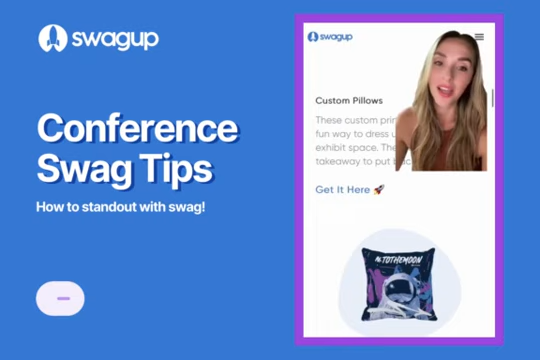 swagup
Conference
Swag Tips
How to standout with swag!
swagup
Custom Pillows
These custom prin
fun way to dress u
exhibit space. The
takeaway to put bac
Get It Here 🚀
#TOTHEMOON